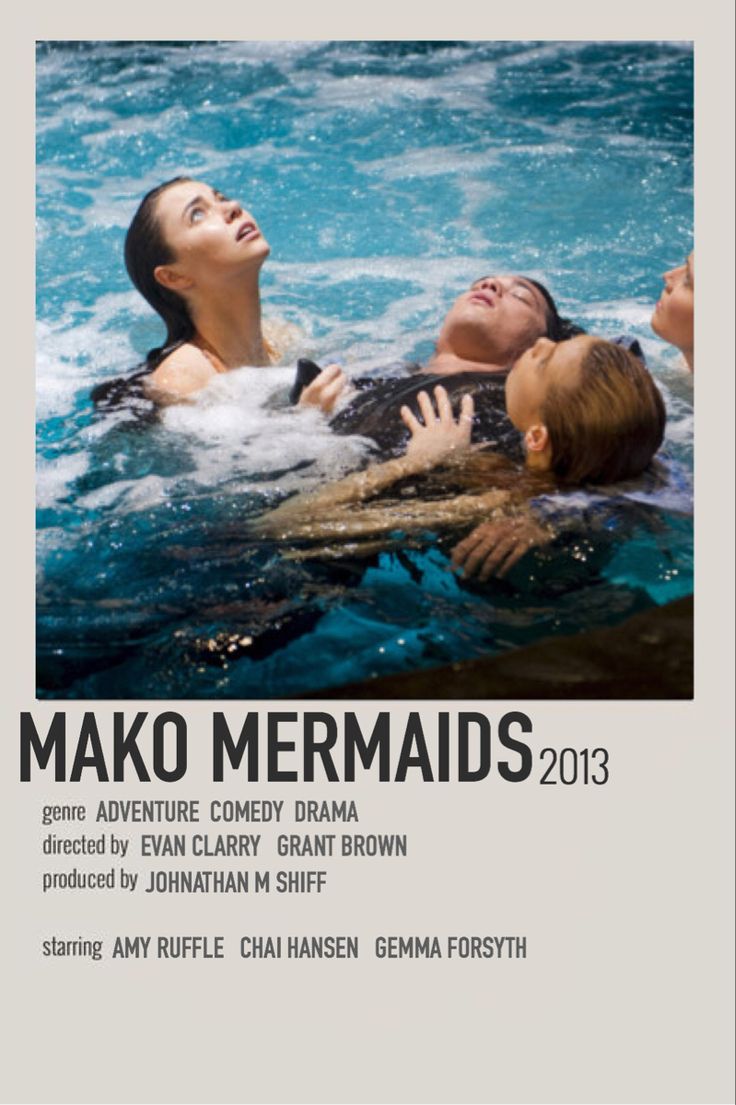 MAKO MERMAIDS 2013
genre ADVENTURE COMEDY DRAMA
directed by EVAN CLARRY GRANT BROWN
produced by JOHNATHAN M SHIFF
starring AMY RUFFLE CHAI HANSEN GEMMA FORSYTH